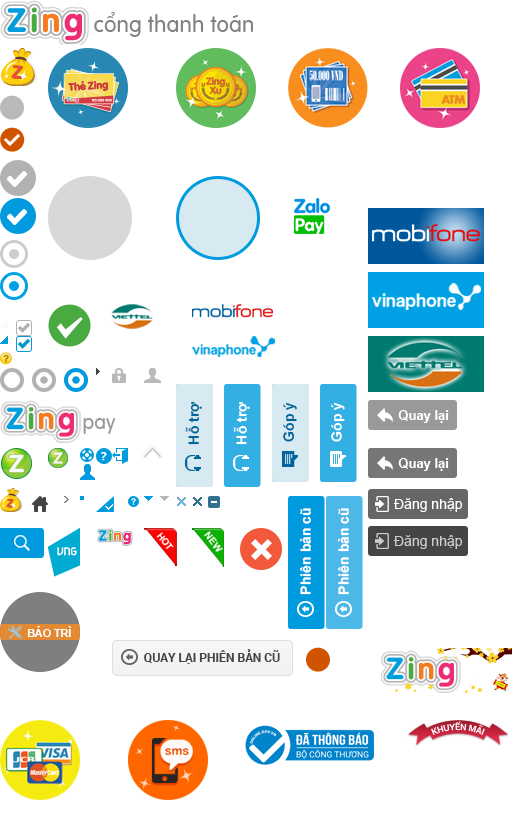 Zing cổng thanh toán
Z
Thẻ Zing
Zing
Xu
50.000 VND
ATM
Zalo
Pay
mobifone
vinaphone
VIETTEL
VIETTEL
mobifone
vinaphone
Hỗ trợ
Hỗ trợ
Góp ý
Góp ý
Quay lại
Zing pay
Quay lại
Z
Z
?
Z
?
Đăng nhập
Đăng nhập
Phiên bản cũ
Phiên bản cũ
VNG
Zing
HOT
NEW
BẢO TRÌ
QUAY LẠI PHIÊN BẢN CŨ
Zing
JCB
VISA
MasterCard
sms
ONLINE.GOV.VN
ĐÃ THÔNG BÁO
BỘ CÔNG THƯƠNG
KHUYẾN MÃI